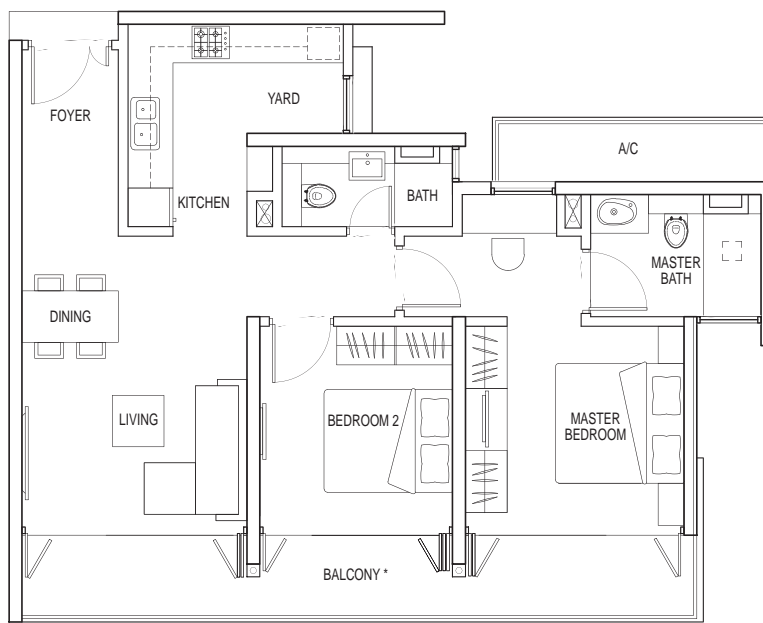 FOYER
YARD
A/C
KITCHEN
BATH
MASTER
BATH
DINING
LIVING
BEDROOM 2
MASTER
BEDROOM
BALCONY *